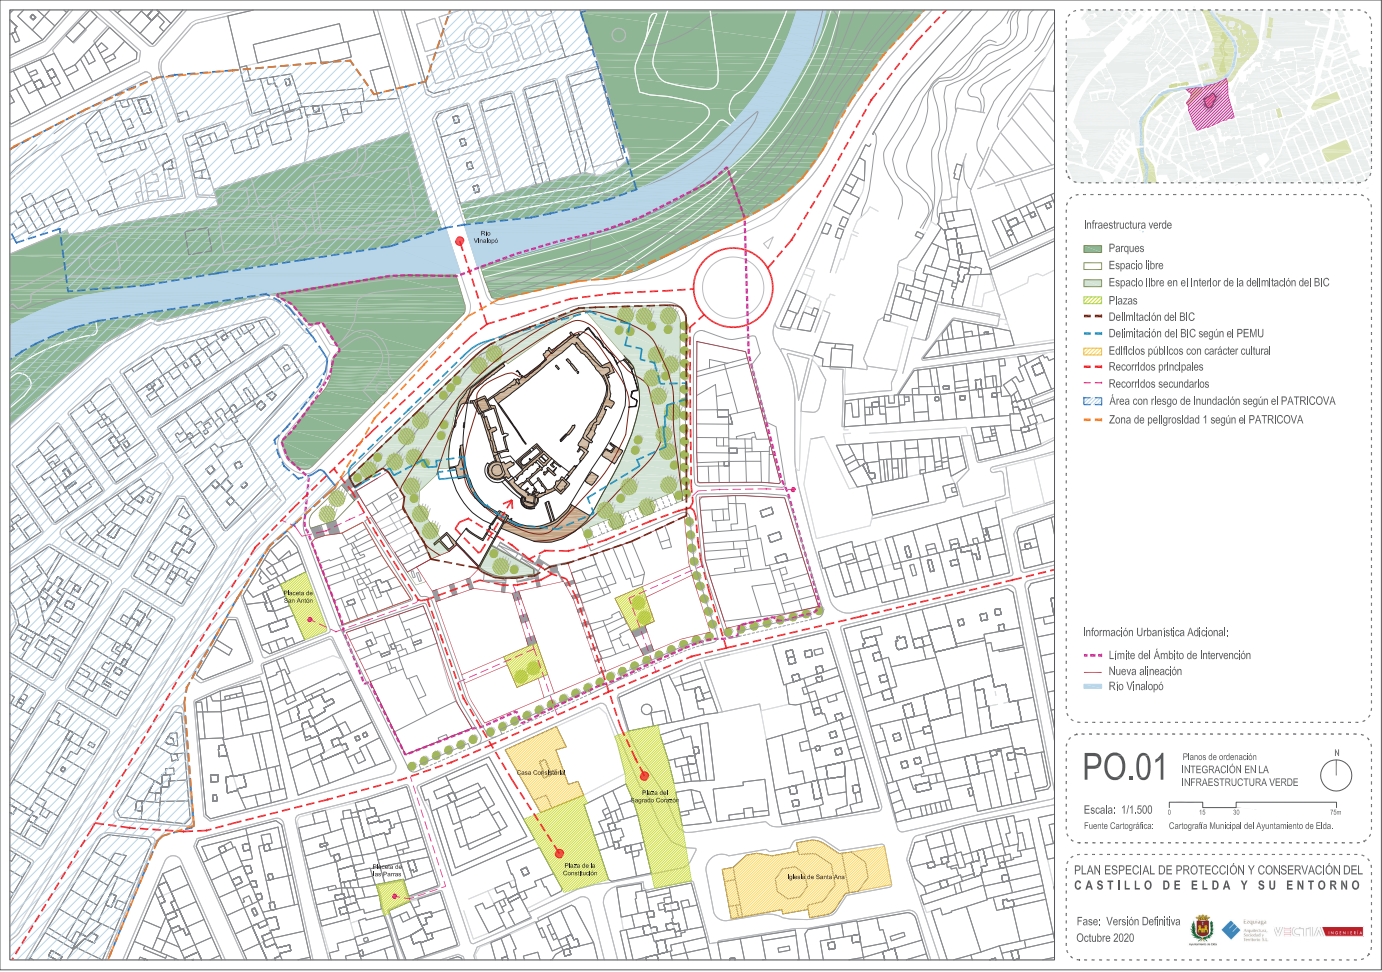 Río
Vinalopó
Placeta de
San Antón
Casa Consistorial
Plaza del
Sagrado Corazón
Plaza de la
Constitución
Placeta de
las Parras
Iglesia de Santa Ana
Infraestructura verde
Parques
Espacio libre
Espacio libre en el interior de la delimitación del BIC
Plazas
Delimitación del BIC
Delimitación del BIC según el PEMU
Edificios públicos con carácter cultural
Recorridos principales
Recorridos secundarios
Área con riesgo de Inundación según el PATRICOVA
Zona de peligrosidad 1 según el PATRICOVA
Información Urbanística Adicional:
Límite del Ámbito de Intervención
Nueva alineación
Río Vinalopó
PO.01
Planos de ordenación
INTEGRACIÓN EN LA
INFRAESTRUCTURA VERDE
N
Escala: 1/1.500
0 15 30 75m
Fuente Cartográfica: Cartografía Municipal del Ayuntamiento de Elda.
PLAN ESPECIAL DE PROTECCIÓN Y CONSERVACIÓN DEL
CASTILLO DE ELDA Y SU ENTORNO
Fase: Versión Definitiva
Octubre 2020
Ayuntamiento de Elda
VECTIA INGENIERÍA